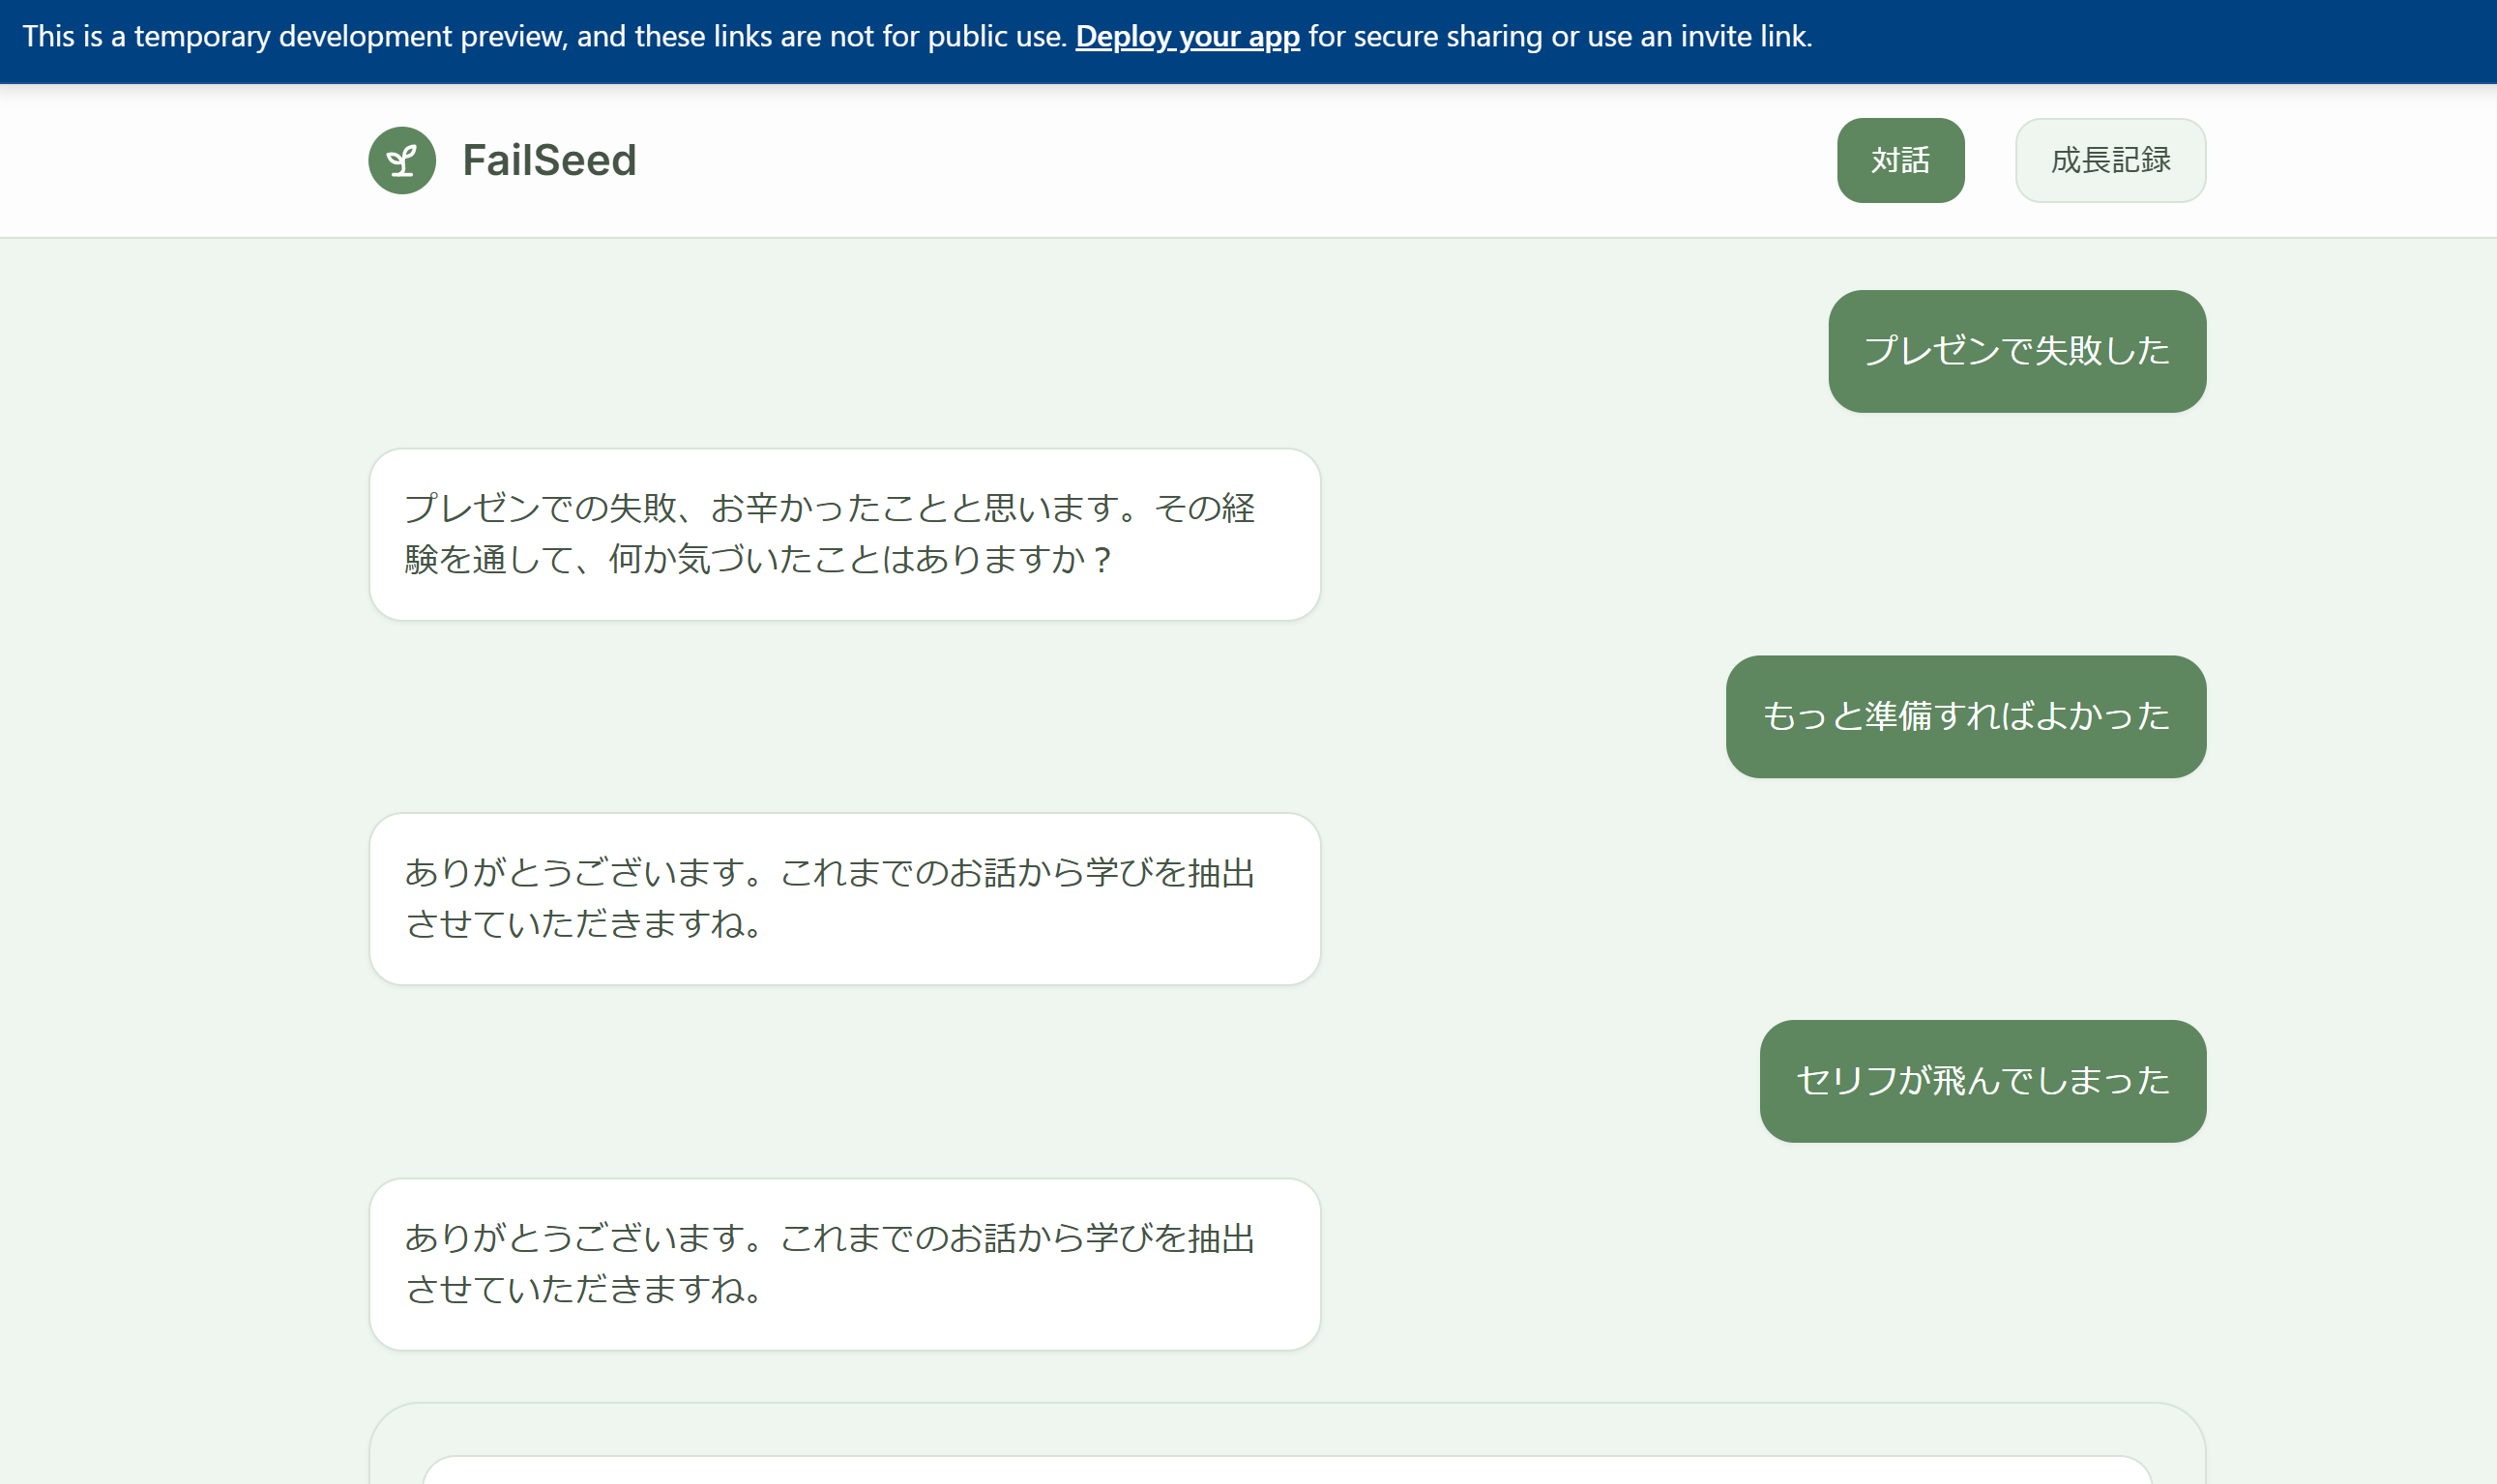 This is a temporary development preview, and these links are not for public use. Deploy your app for secure sharing or use an invite link.
FailSeed
対話
成長記録
プレゼンで失敗した
プレゼンでの失敗、お辛かったことと思います。その経
験を通して、何か気づいたことはありますか？
もっと準備すればよかった
ありがとうございます。これまでのお話から学びを抽出
させていただきますね。
セリフが飛んでしまった
ありがとうございます。これまでのお話から学びを抽出
させていただきますね。